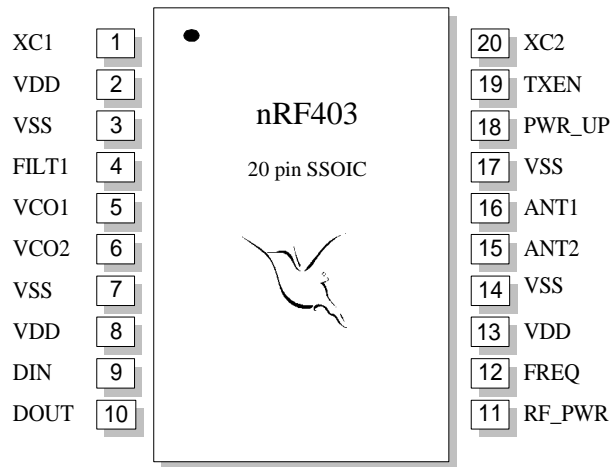 XC1 1 20 XC2
VDD 2 19 TXEN
VSS 3 nRF403 18 PWR_UP
FILT1 4 20 pin SSOIC 17 VSS
VCO1 5 16 ANT1
VCO2 6 15 ANT2
VSS 7 14 VSS
VDD 8 13 VDD
DIN 9 12 FREQ
DOUT 10 11 RF_PWR